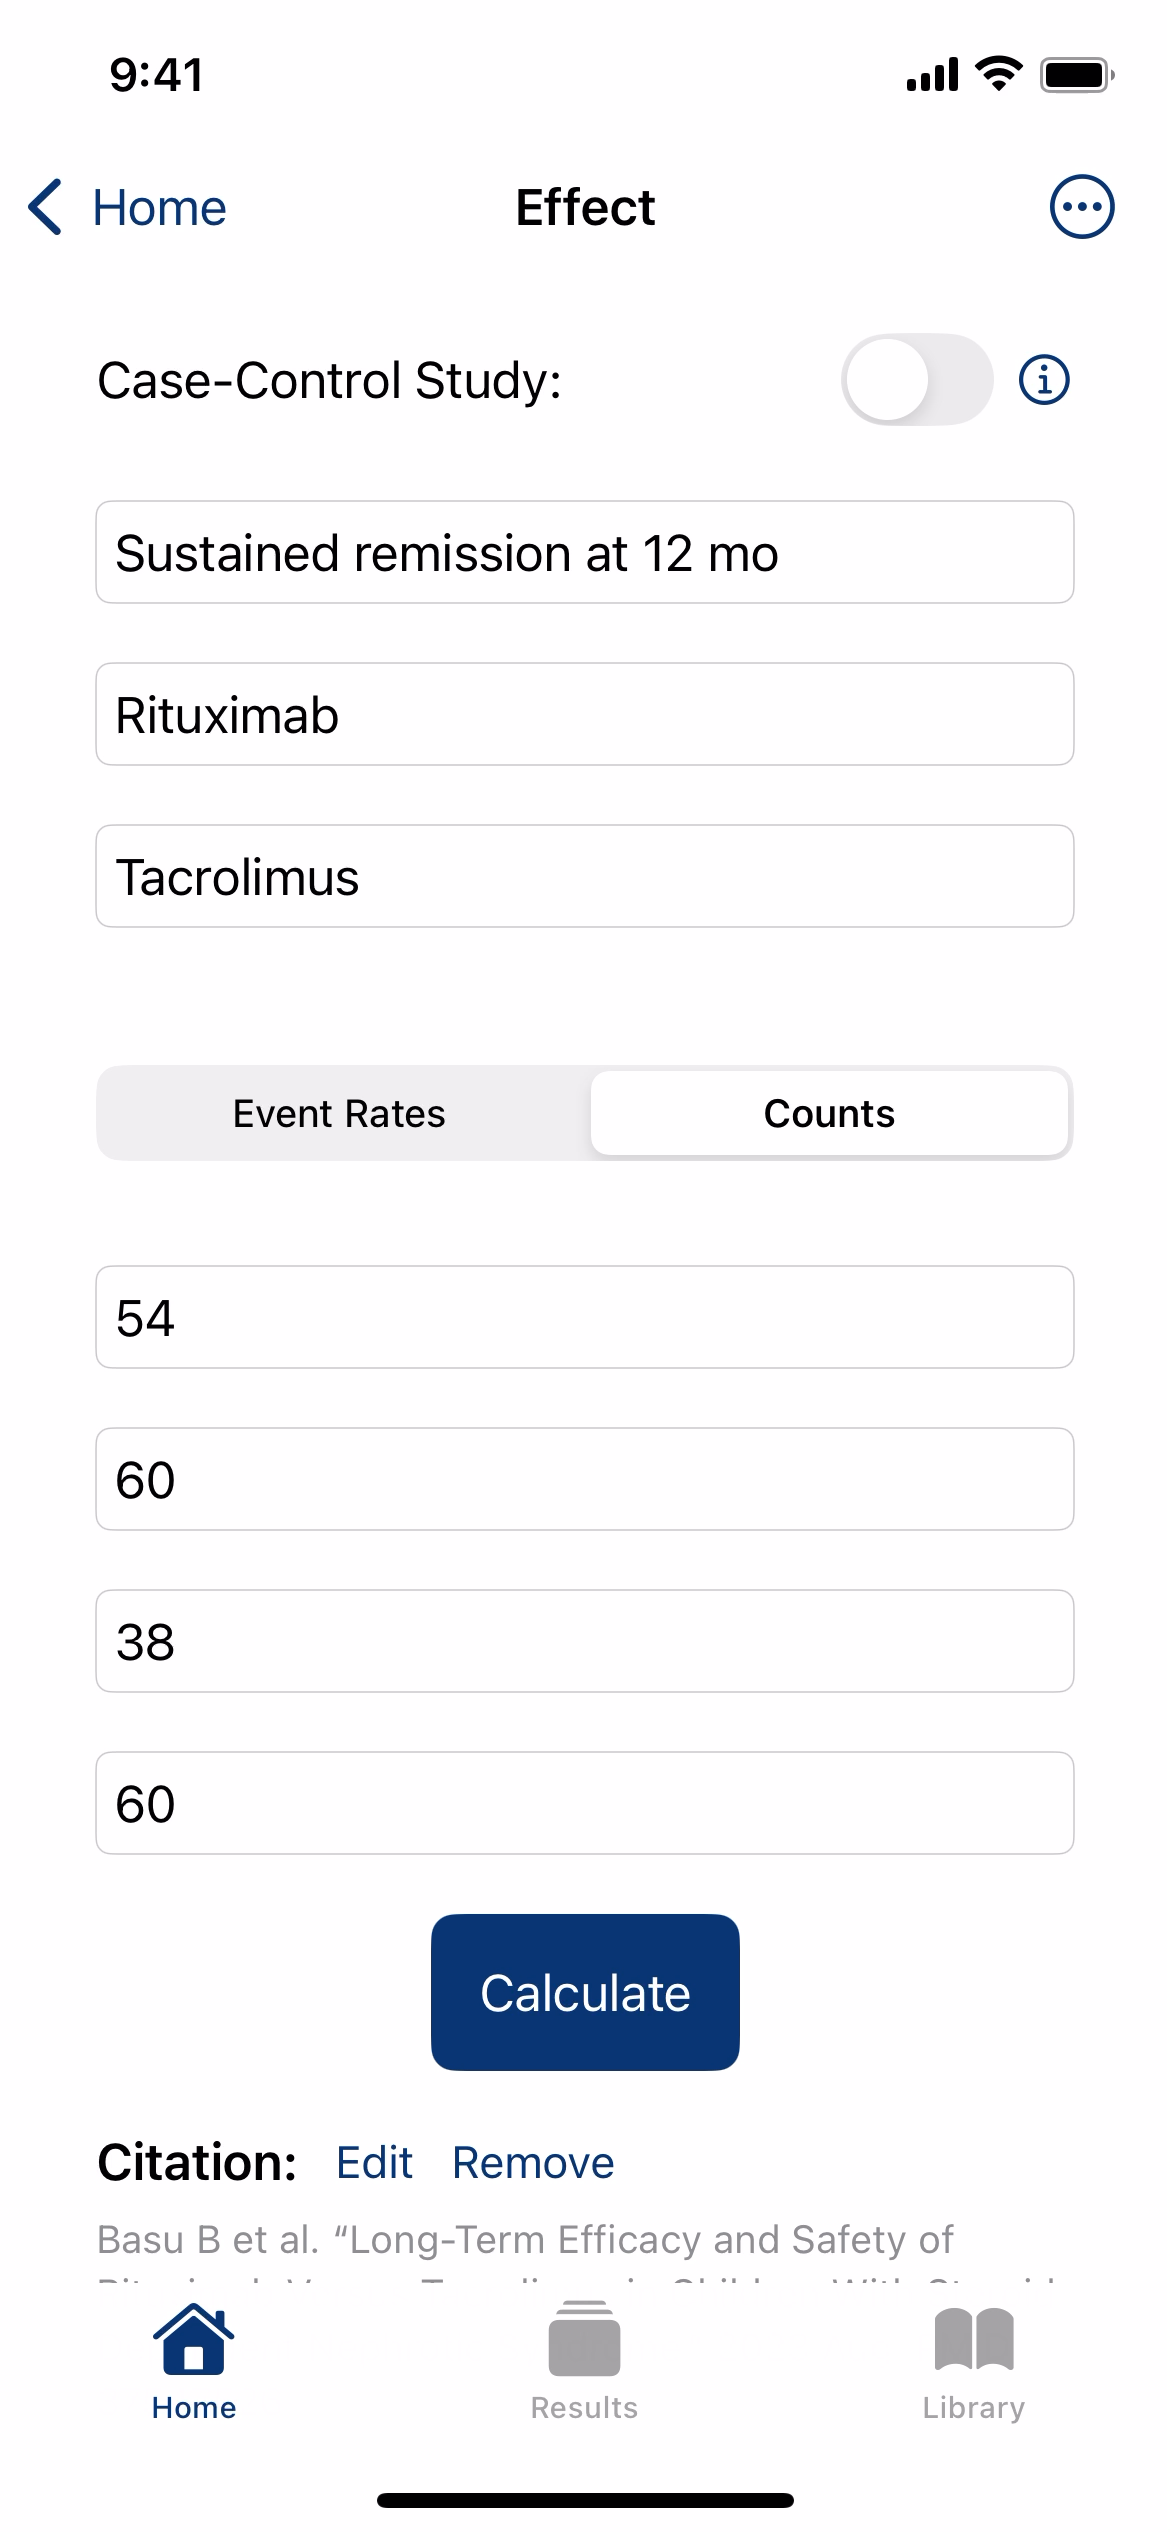 9:41
Home
Effect
Case-Control Study:
Sustained remission at 12 mo
Rituximab
Tacrolimus
Event Rates
Counts
54
60
38
60
Calculate
Citation: Edit Remove
Basu B et al. “Long-Term Efficacy and Safety of
Home
Results
Library